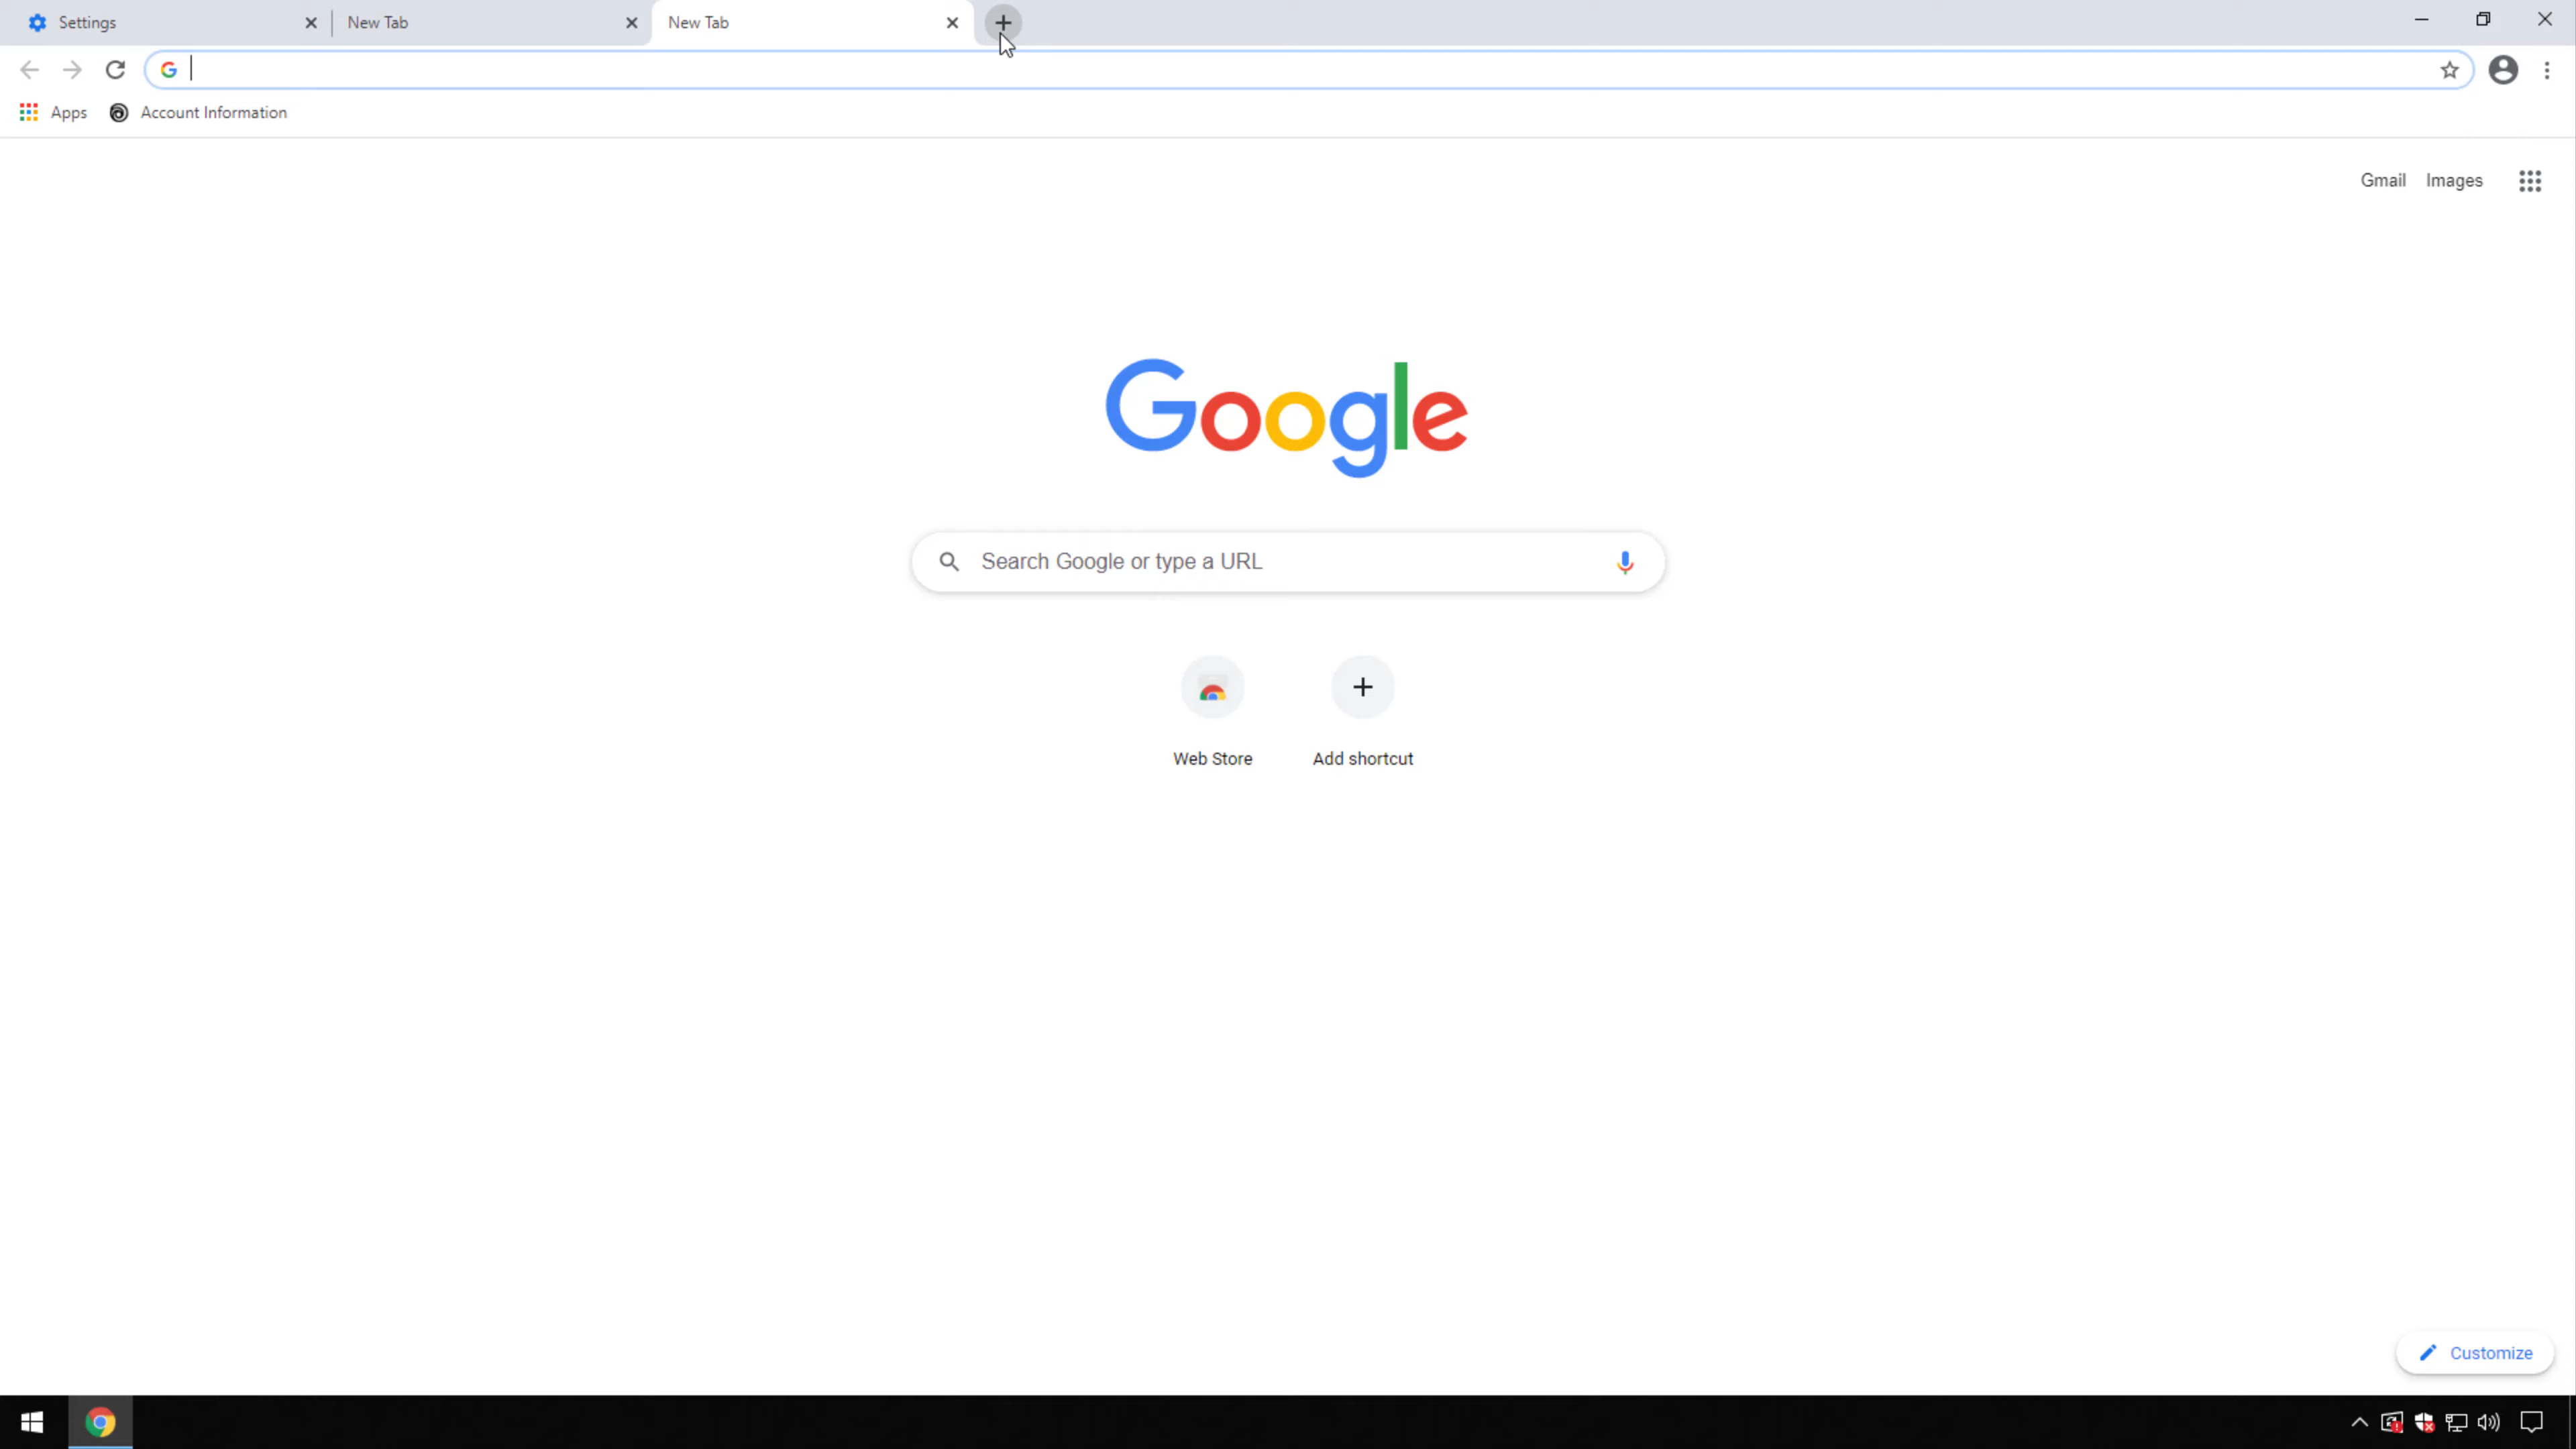 Settings New Tab New Tab
Apps Account Information
Gmail Images
Google
Search Google or type a URL
Web Store Add shortcut
Customize